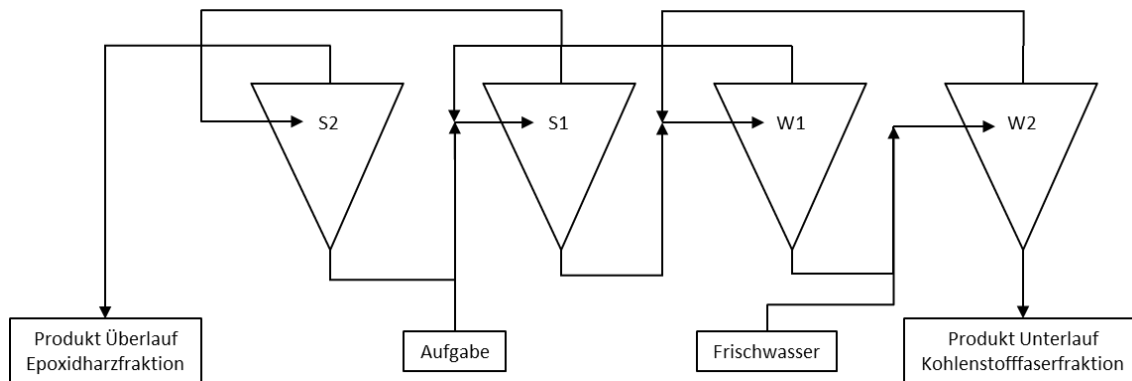 S2
S1
W1
W2
Produkt Überlauf
Epoxidharzfraktion
Aufgabe
Frischwasser
Produkt Unterlauf
Kohlenstofffaserfraktion